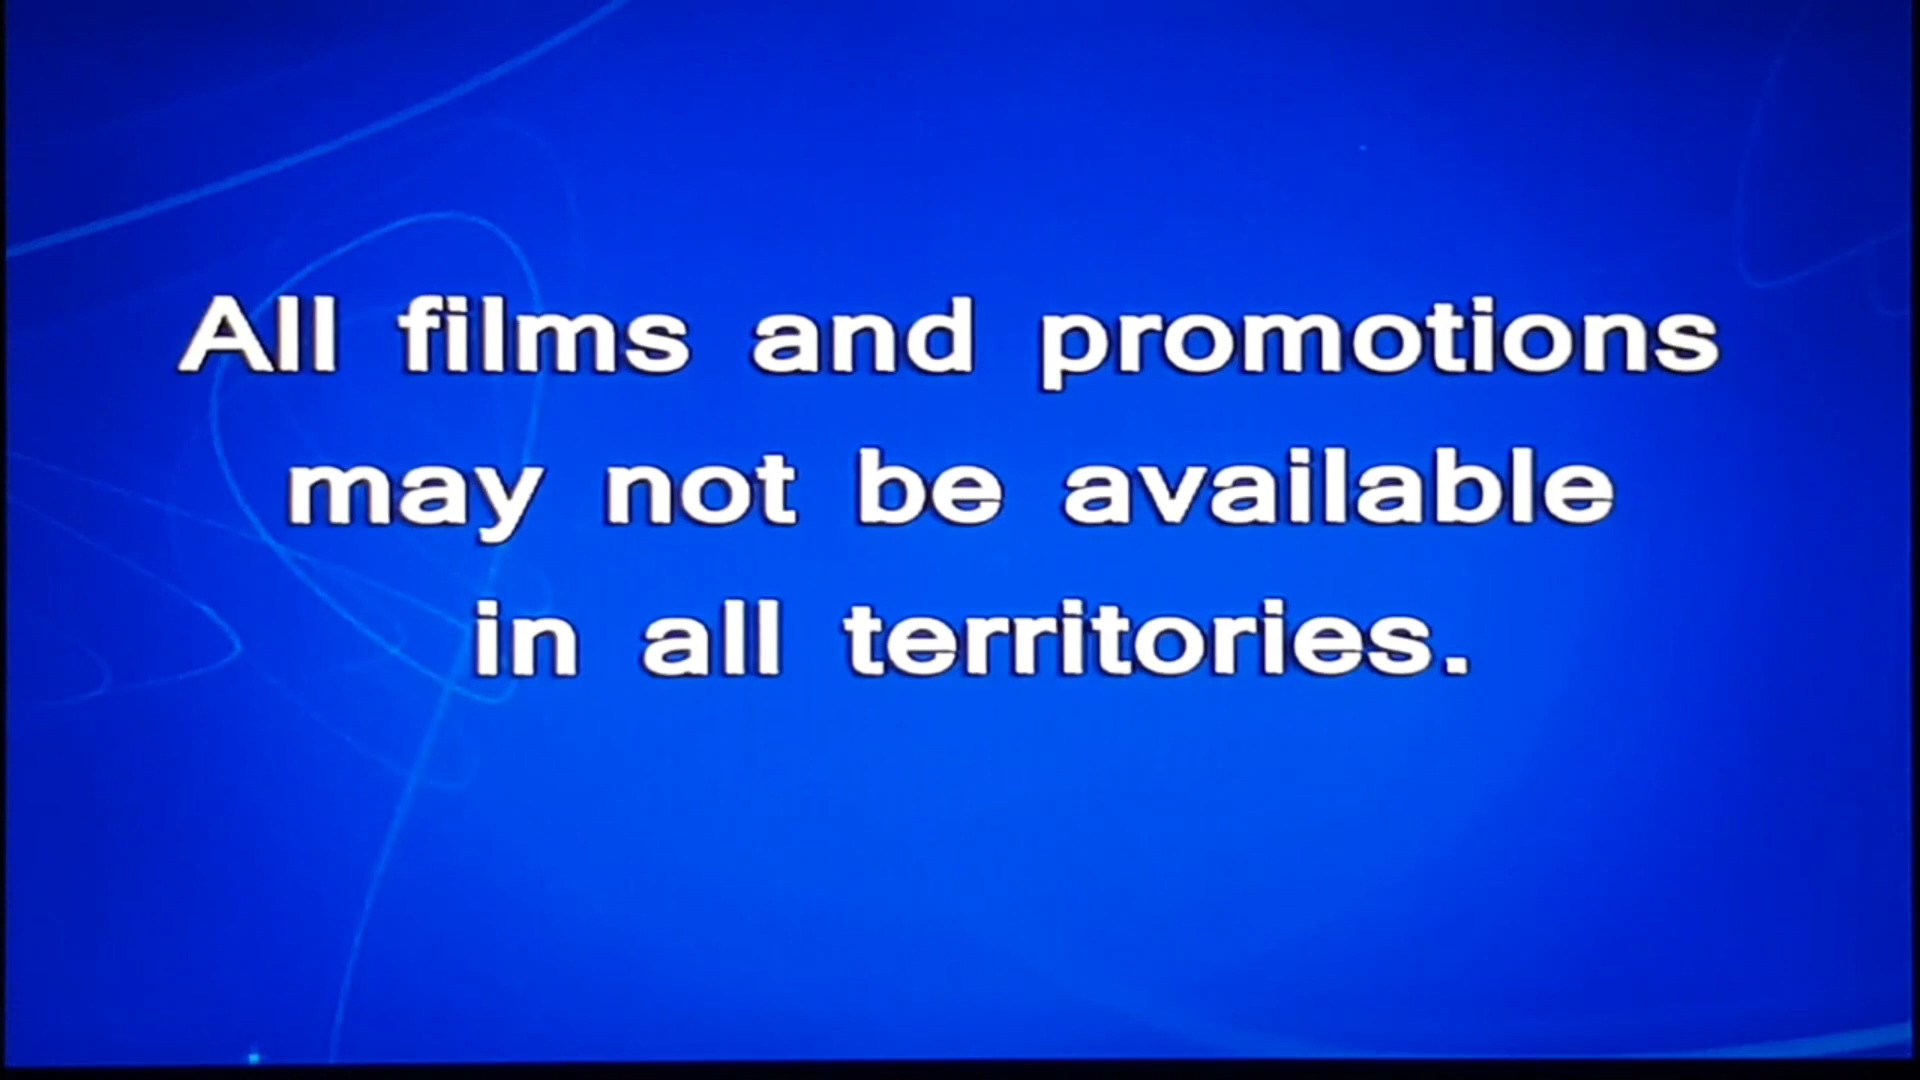 All films and promotions
may not be available
in all territories.